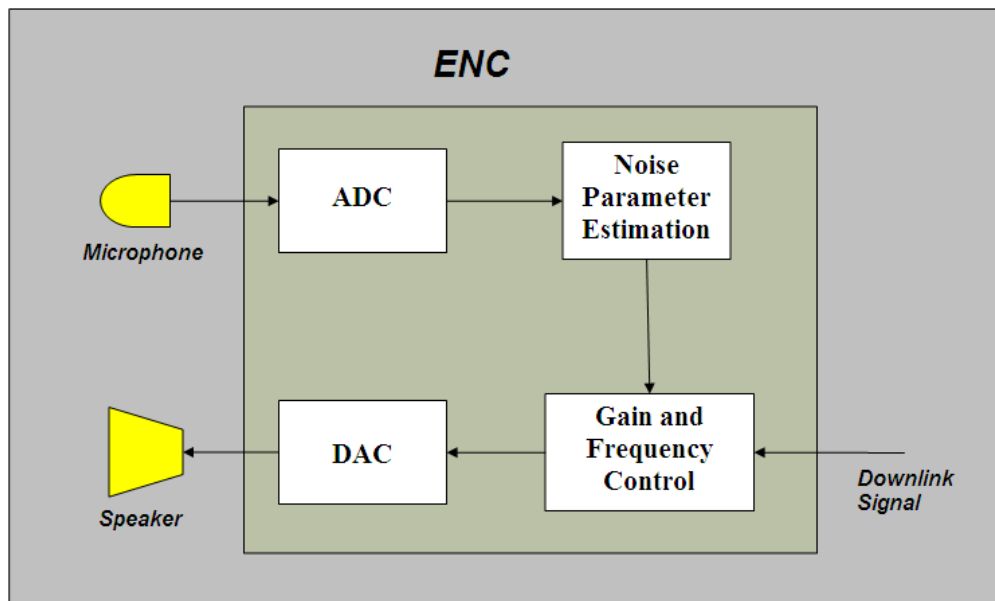 ENC
ADC
Noise
Parameter
Estimation
Microphone
DAC
Gain and
Frequency
Control
Downlink
Signal
Speaker